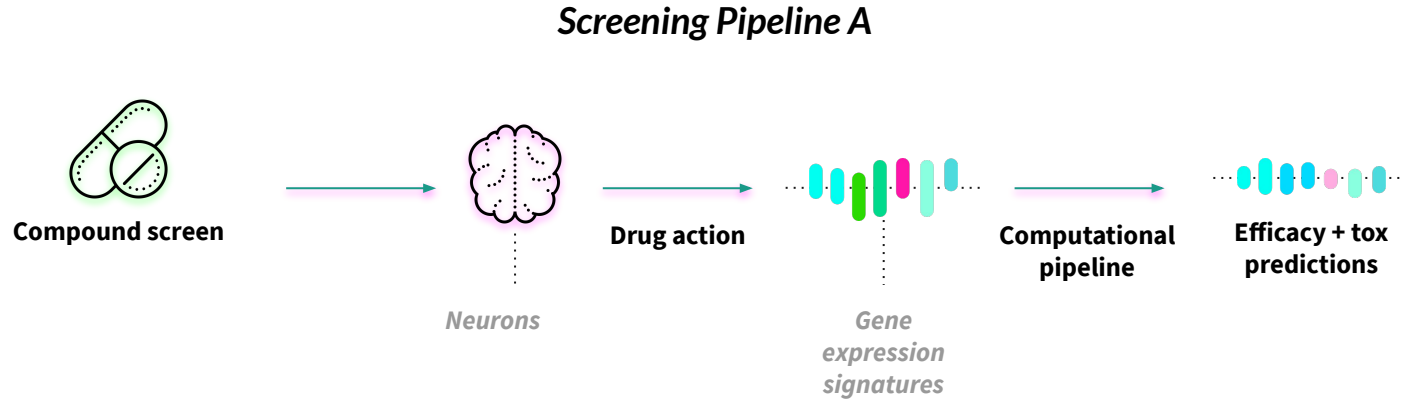 Screening Pipeline A
Compound screen
Neurons
Drug action
Gene
expression
signatures
Computational
pipeline
Efficacy + tox
predictions